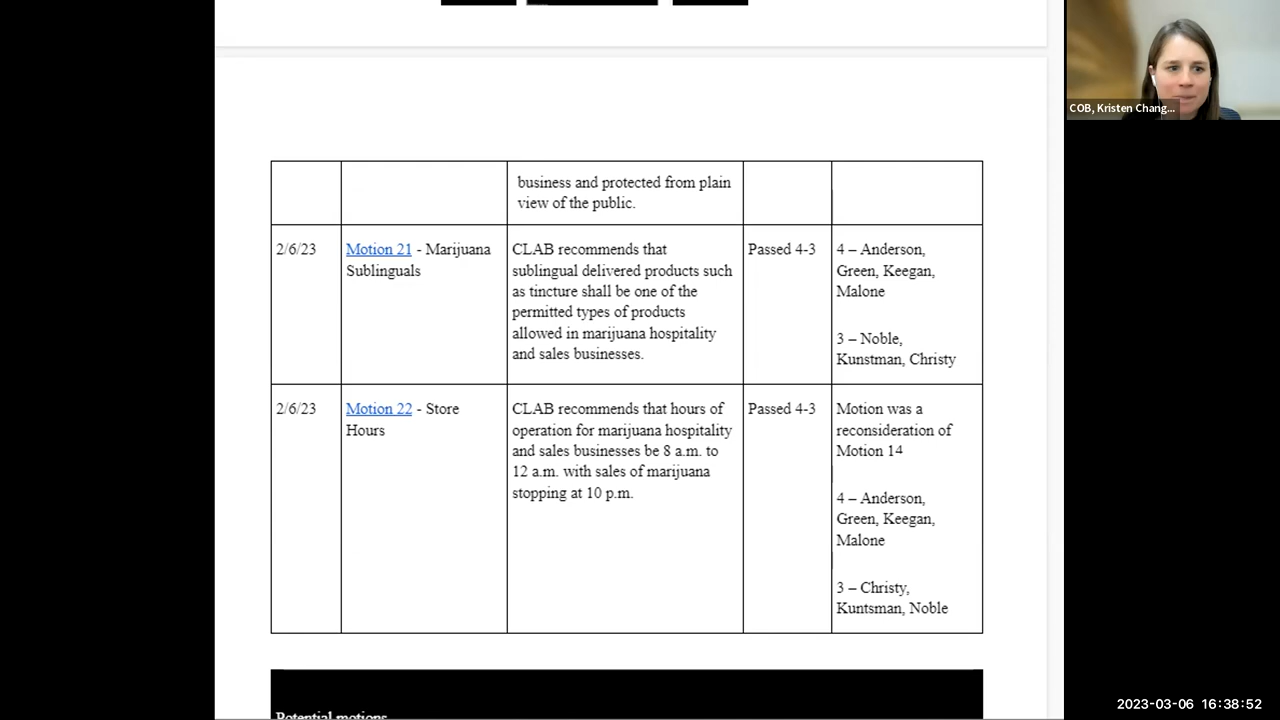 COB, Kristen Chang...
business and protected from plain
view of the public.
2/6/23
Motion 21 - Marijuana
Sublinguals
CLAB recommends that
sublingual delivered products such
as tincture shall be one of the
permitted types of products
allowed in marijuana hospitality
and sales businesses.
Passed 4-3
4 – Anderson,
Green, Keegan,
Malone
3 – Noble,
Kunstman, Christy
2/6/23
Motion 22 - Store
Hours
CLAB recommends that hours of
operation for marijuana hospitality
and sales businesses be 8 a.m. to
12 a.m. with sales of marijuana
stopping at 10 p.m.
Passed 4-3
Motion was a
reconsideration of
Motion 14
4 – Anderson,
Green, Keegan,
Malone
3 – Christy,
Kuntsman, Noble
Potential motions
2023-03-06 16:38:52